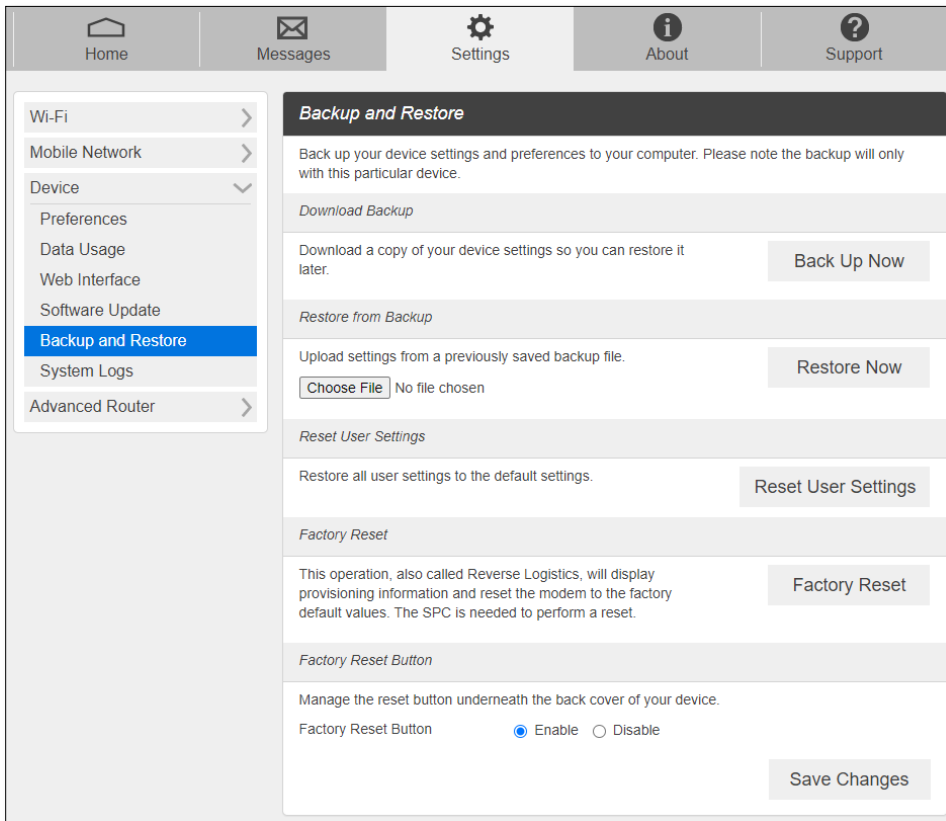 Home
Messages
Settings
About
Support
Wi-Fi
Mobile Network
Device
Preferences
Data Usage
Web Interface
Software Update
Backup and Restore
System Logs
Advanced Router
Backup and Restore
Back up your device settings and preferences to your computer. Please note the backup will only
with this particular device.
Download Backup
Download a copy of your device settings so you can restore it
later.
Back Up Now
Restore from Backup
Upload settings from a previously saved backup file.
Choose File No file chosen
Restore Now
Reset User Settings
Restore all user settings to the default settings.
Reset User Settings
Factory Reset
This operation, also called Reverse Logistics, will display
provisioning information and reset the modem to the factory
default values. The SPC is needed to perform a reset.
Factory Reset
Factory Reset Button
Manage the reset button underneath the back cover of your device.
Factory Reset Button Enable Disable
Save Changes